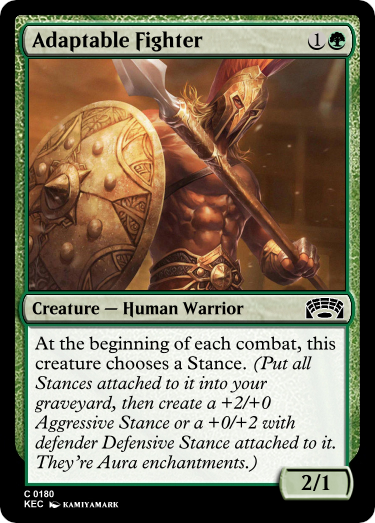 Adaptable Fighter 1
Creature — Human Warrior
At the beginning of each combat, this
creature chooses a Stance. (Put all
Stances attached to it into your
graveyard, then create a +2/+0
Aggressive Stance or a +0/+2 with
defender Defensive Stance attached to it.
They're Aura enchantments.)
2/1
C 0180
KEC KAMIYAMARK